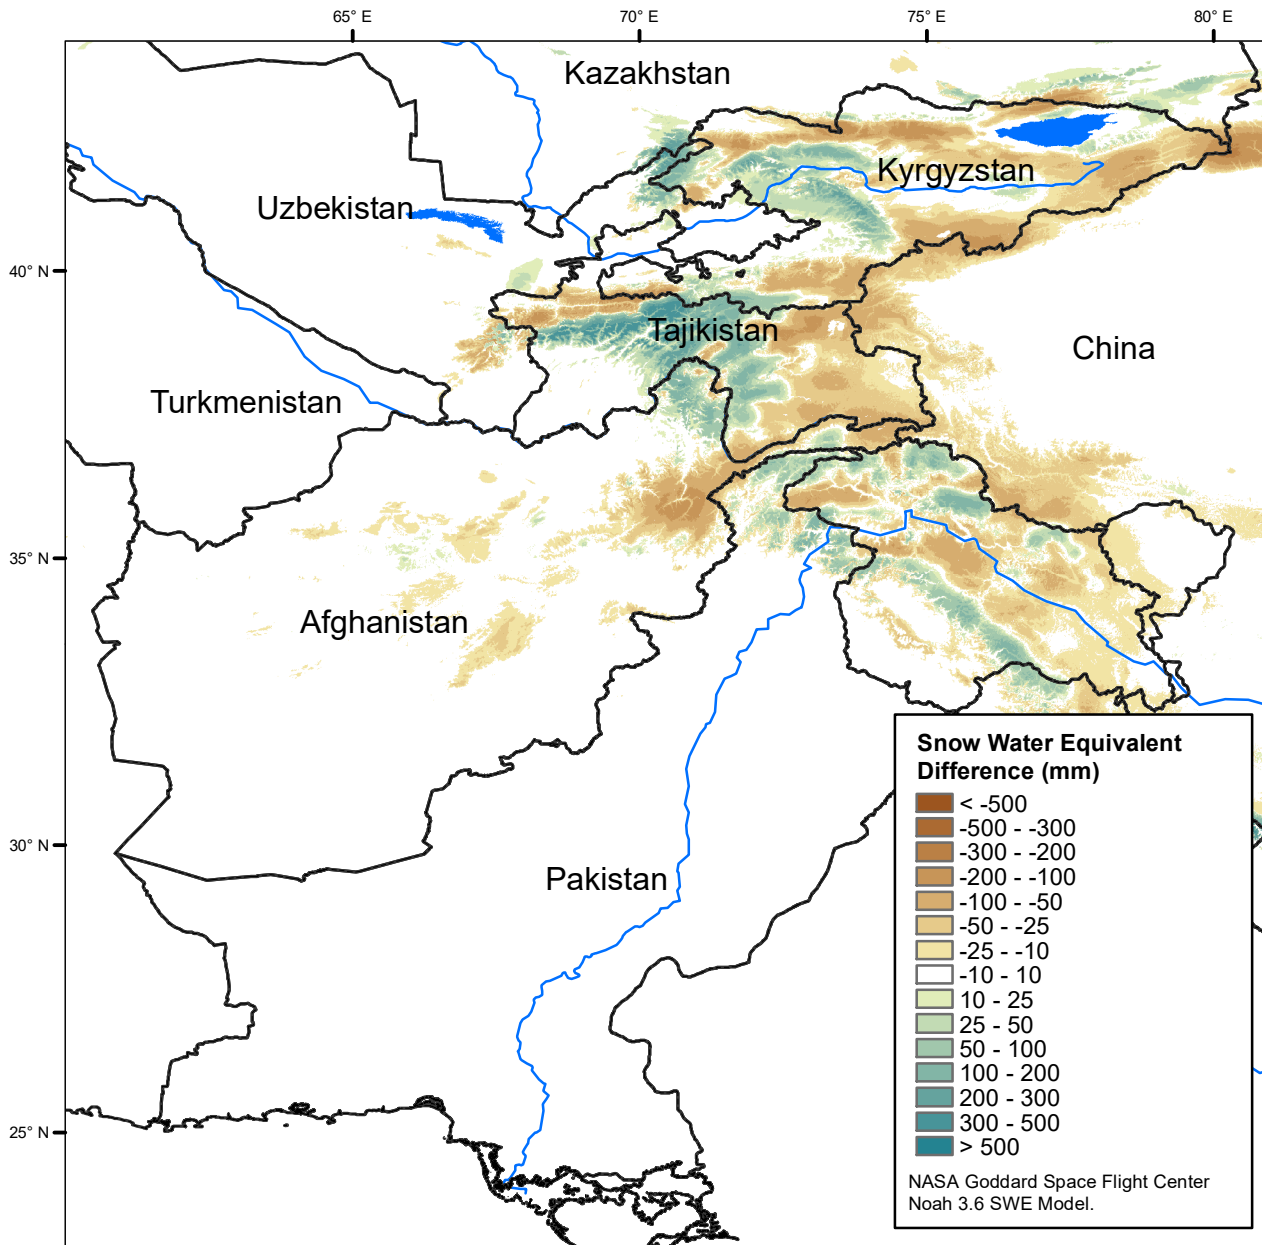 65° E
70° E
75° E
80° E
Kazakhstan
Kyrgyzstan
Uzbekistan
40° N
Tajikistan
China
Turkmenistan
35° N
Afghanistan
30° N
Pakistan
25° N
Snow Water Equivalent
Difference (mm)
< -500
-500 - -300
-300 - -200
-200 - -100
-100 - -50
-50 - -25
-25 - -10
-10 - 10
10 - 25
25 - 50
50 - 100
100 - 200
200 - 300
300 - 500
> 500
NASA Goddard Space Flight Center
Noah 3.6 SWE Model.